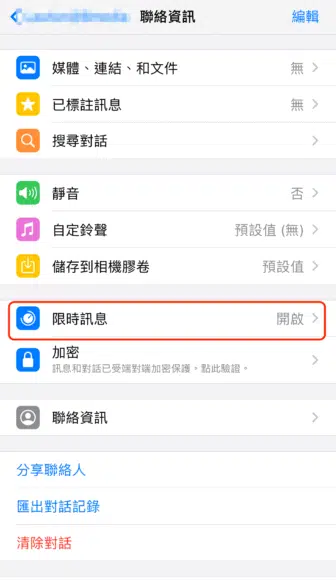 聯絡資訊
編輯
媒體、連結、和文件
無
已標註訊息
無
搜尋對話
靜音
否
自定鈴聲
預設值 (無)
儲存到相機膠卷
預設值
限時訊息
開啟
加密
訊息和對話已受端對端加密保護。點此驗證。
聯絡資訊
分享聯絡人
匯出對話記錄
清除對話